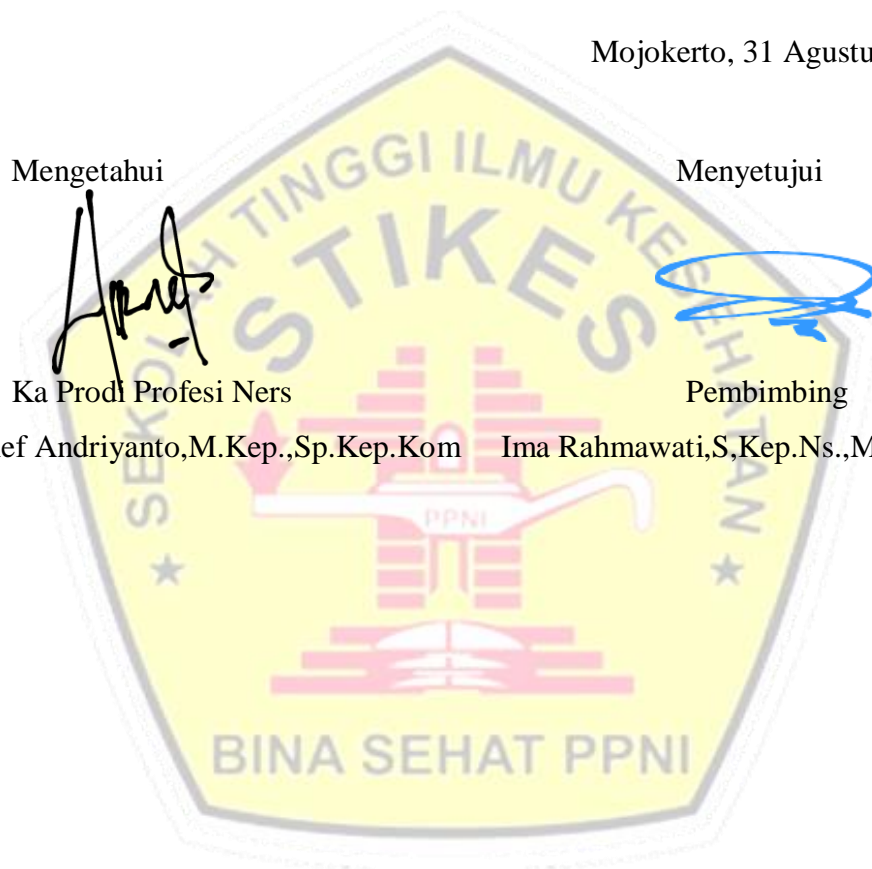 Mojokerto, 31 Agustu
Mengetahui Menyetujui
Ka Prodi Profesi Ners Pembimbing
ef Andriyanto,M.Kep.,Sp.Kep.Kom Ima Rahmawati,S,Kep.Ns.,M
SEKOLAH TINGGI ILMU KESEHATAN
STIKES
PPNI
BINA SEHAT PPNI